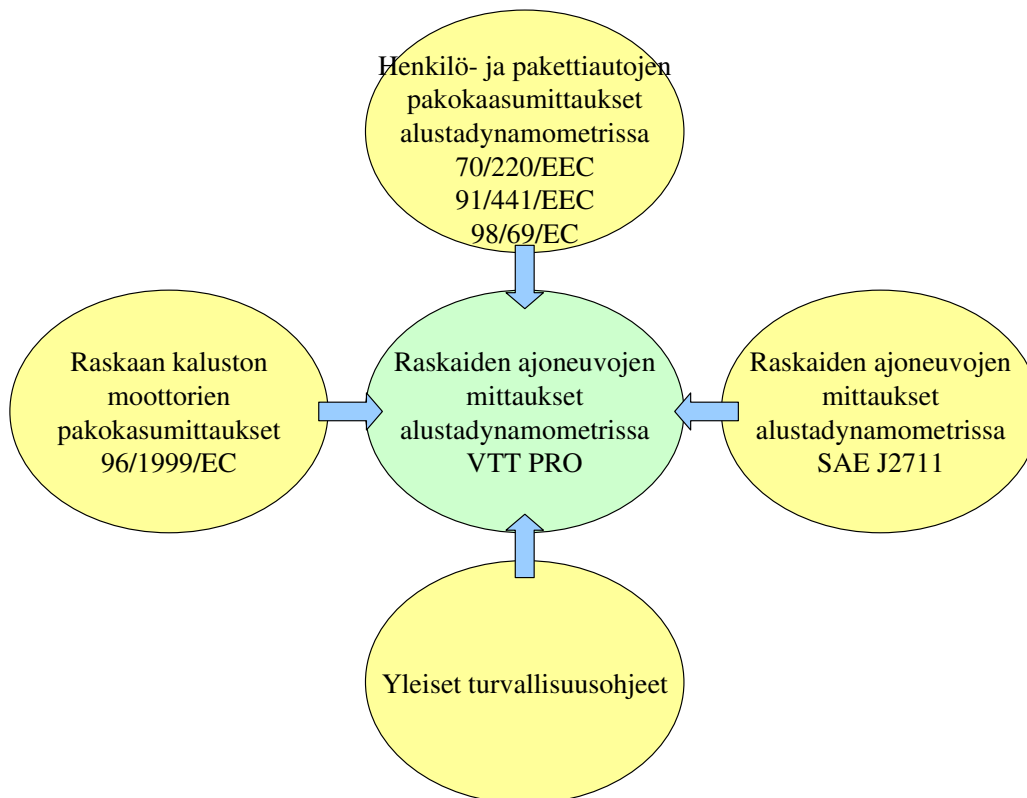 Henkilö- ja pakettiautojen
pakokaasumittaukset
alustadynamometrissa
70/220/EEC
91/441/EEC
98/69/EC
Raskaan kaluston
moottorien
pakokasumittaukset
96/1999/EC
Raskaiden ajoneuvojen
mittaukset
alustadynamometrissa
VTT PRO
Raskaiden ajoneuvojen
mittaukset
alustadynamometrissa
SAE J2711
Yleiset turvallisuusohjeet